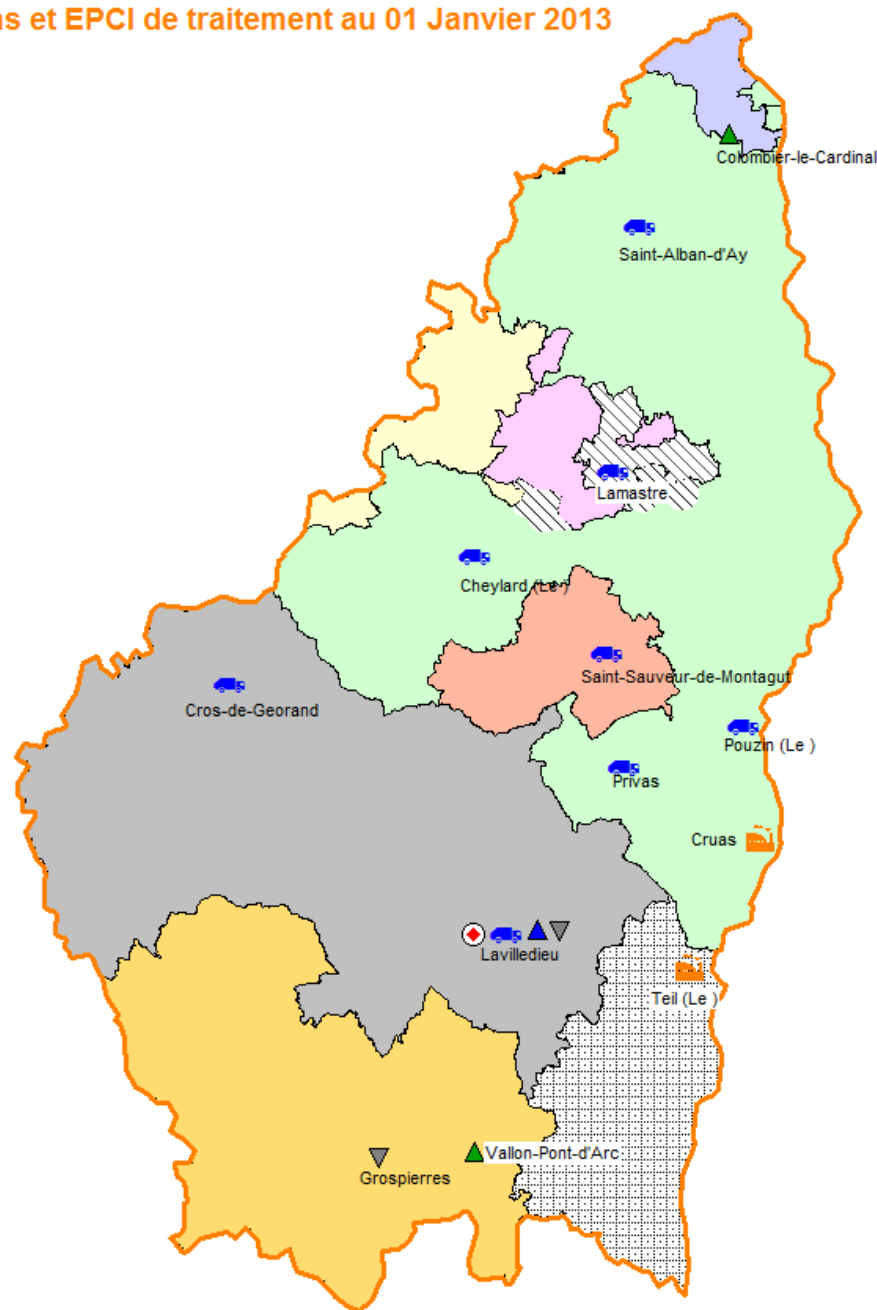 s et EPCI de traitement au 01 Janvier 2013
Colombier-le-Cardinal
Saint-Alban-d'Ay
Lamastre
Cheylard (Le )
Saint-Sauveur-de-Montagut
Cros-de-Georand
Pouzin (Le )
Privas
Cruas
Lavilledieu
Teil (Le )
Vallon-Pont-d'Arc
Grospierres